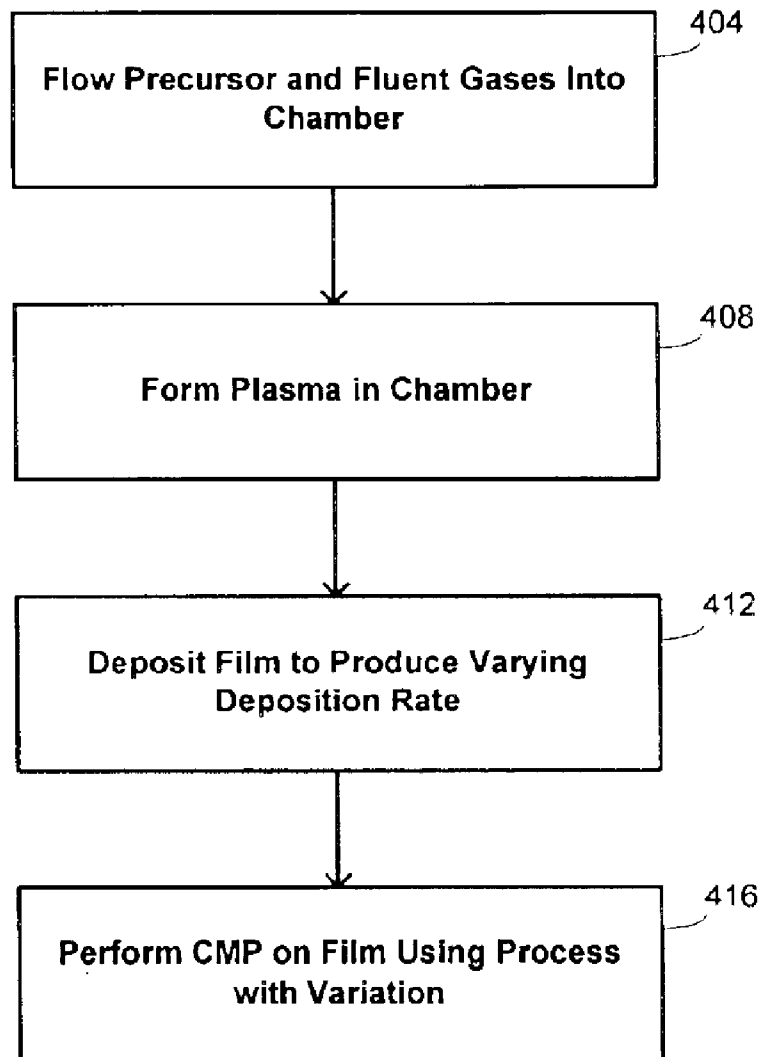 404
Flow Precursor and Fluent Gases Into
Chamber
408
Form Plasma in Chamber
412
Deposit Film to Produce Varying
Deposition Rate
416
Perform CMP on Film Using Process
with Variation